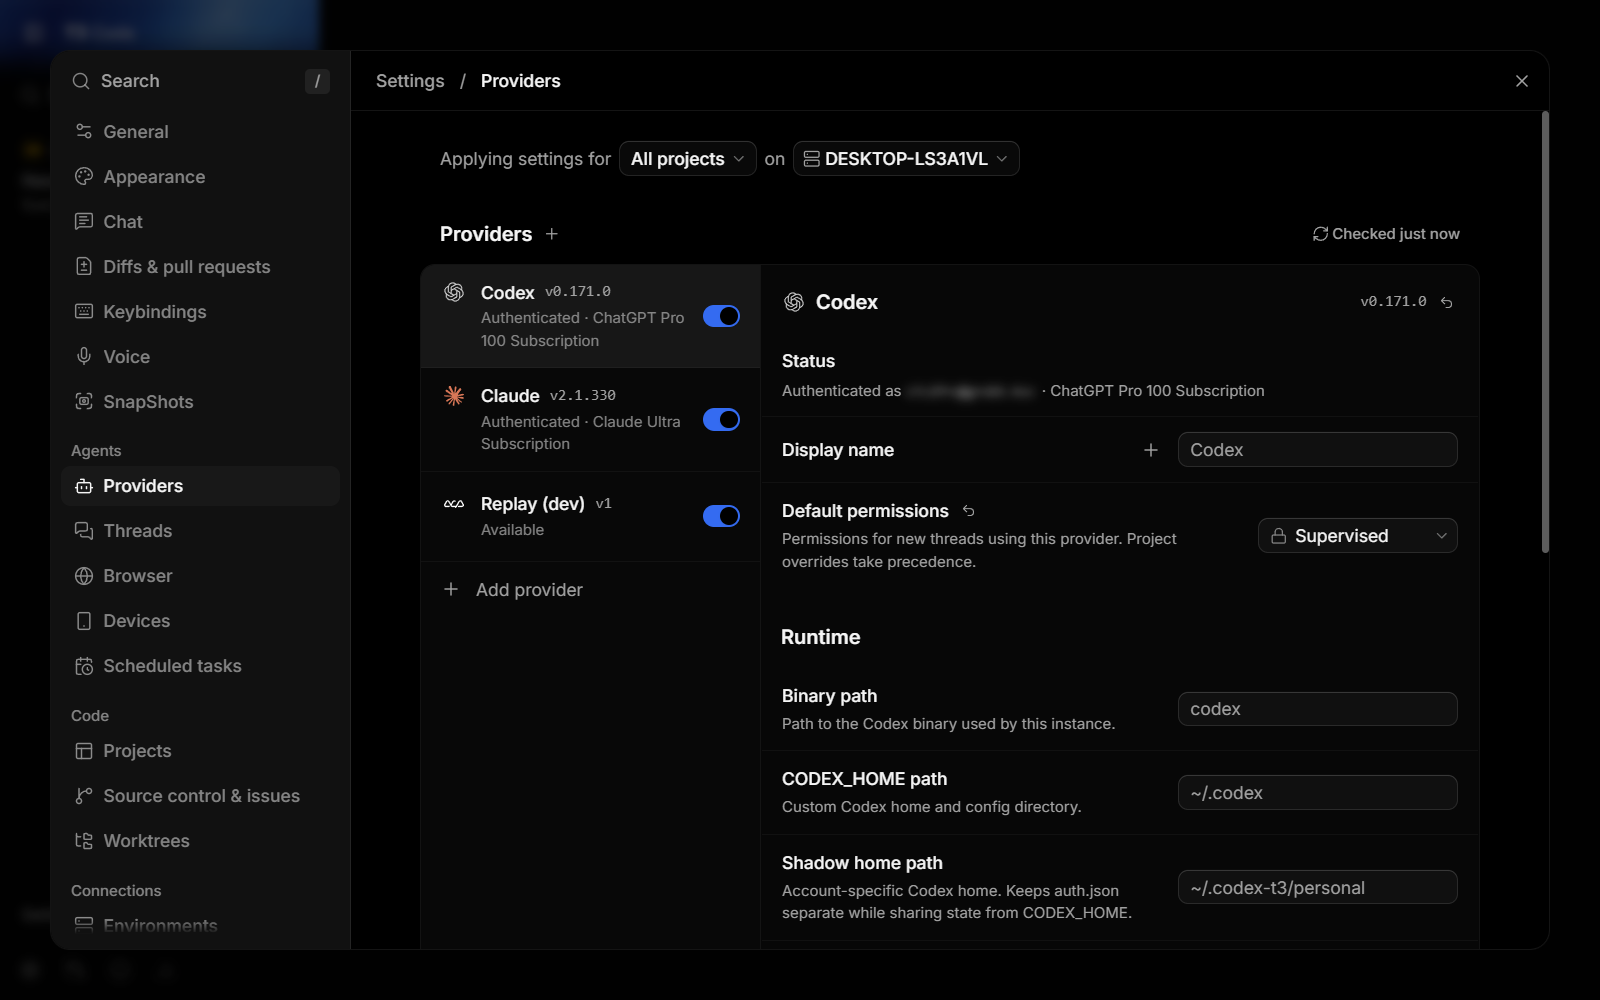 Search /
General
Appearance
Chat
Diffs & pull requests
Keybindings
Voice
SnapShots
Agents
Providers
Threads
Browser
Devices
Scheduled tasks
Code
Projects
Source control & issues
Worktrees
Connections
Environments
Settings / Providers
Applying settings for All projects on DESKTOP-LS3A1VL
Providers
Checked just now
Codex v0.171.0
Authenticated · ChatGPT Pro
100 Subscription
Claude v2.1.330
Authenticated · Claude Ultra
Subscription
Replay (dev) v1
Available
Add provider
Codex v0.171.0
Status
Authenticated as · ChatGPT Pro 100 Subscription
Display name Codex
Default permissions
Permissions for new threads using this provider. Project
overrides take precedence.
Supervised
Runtime
Binary path
Path to the Codex binary used by this instance.
codex
CODEX_HOME path
Custom Codex home and config directory.
~/.codex
Shadow home path
Account-specific Codex home. Keeps auth.json
separate while sharing state from CODEX_HOME.
~/.codex-t3/personal